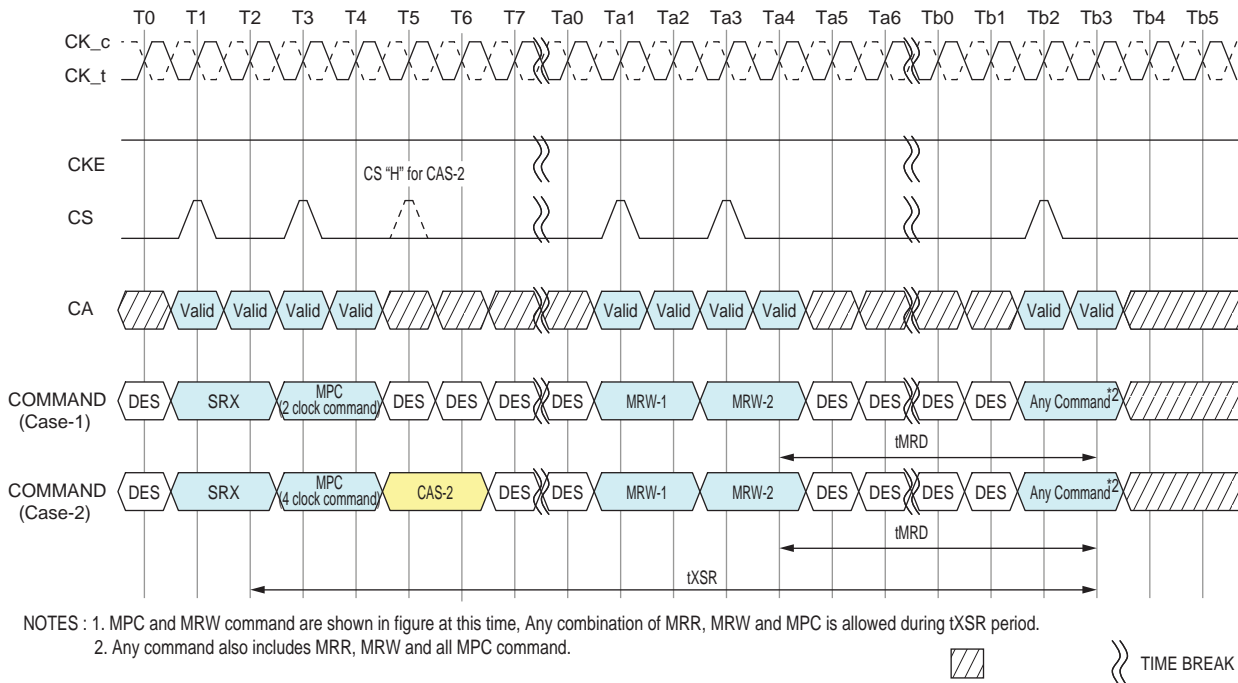 T0 T1 T2 T3 T4 T5 T6 T7 Ta0 Ta1 Ta2 Ta3 Ta4 Ta5 Ta6 Tb0 Tb1 Tb2 Tb3 Tb4 Tb5
CK_c
CK_t
CKE
CS “H” for CAS-2
CS
CA Valid Valid Valid Valid Valid Valid Valid Valid Valid Valid
COMMAND (Case-1) DES SRX MPC (2 clock command) DES DES DES DES MRW-1 MRW-2 DES DES DES DES Any Command*2
tMRD
COMMAND (Case-2) DES SRX MPC (4 clock command) CAS-2 DES DES MRW-1 MRW-2 DES DES DES DES Any Command*2
tMRD
tXSR
NOTES : 1. MPC and MRW command are shown in figure at this time, Any combination of MRR, MRW and MPC is allowed during tXSR period.
2. Any command also includes MRR, MRW and all MPC command.
TIME BREAK